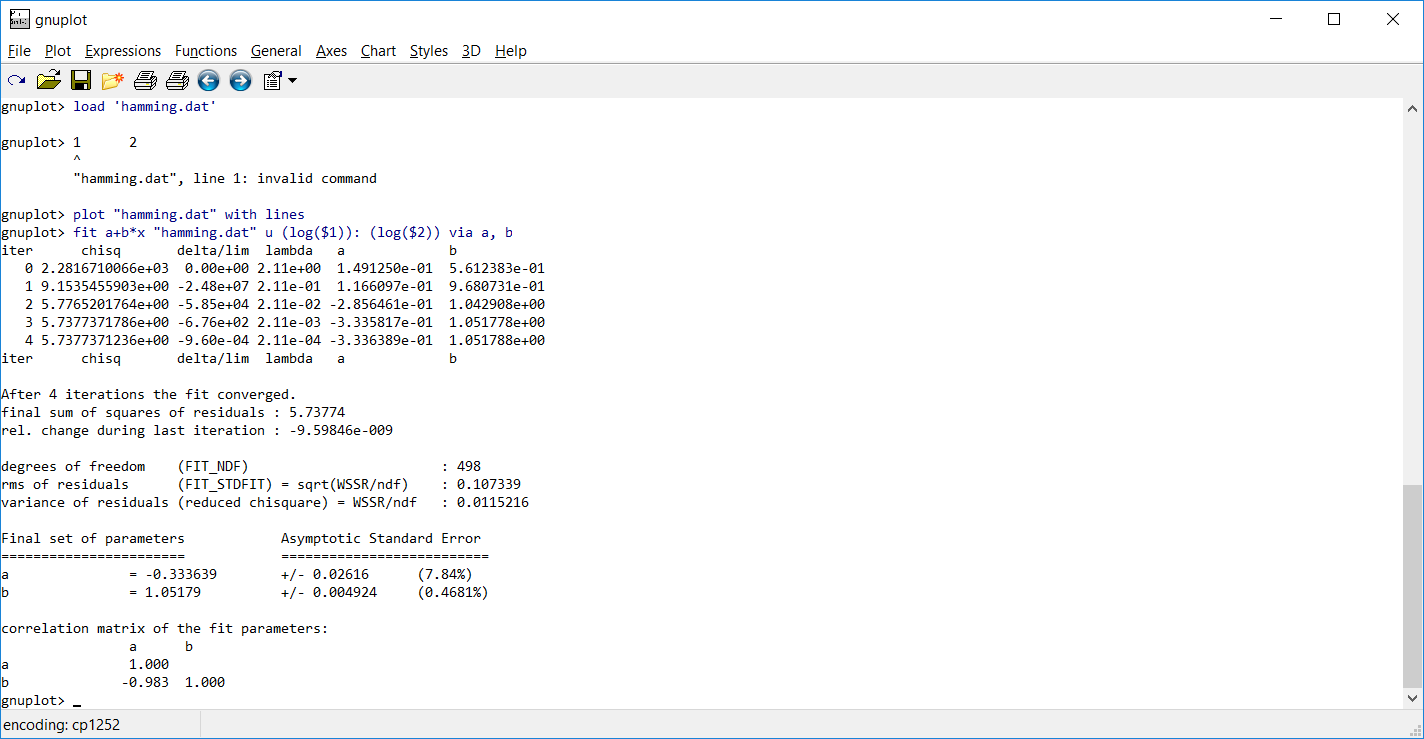 gnuplot
File Plot Expressions Functions General Axes Chart Styles 3D Help
gnuplot> load 'hamming.dat'
gnuplot> 1      2
         ^
         "hamming.dat", line 1: invalid command
gnuplot> plot "hamming.dat" with lines
gnuplot> fit a+b*x "hamming.dat" u (log($1)): (log($2)) via a, b
iter      chisq       delta/lim  lambda   a             b
   0 2.2816710066e+03  0.00e+00 2.11e+00  1.491250e-01  5.612383e-01
   1 9.1535455903e+00 -2.48e+07 2.11e-01  1.166097e-01  9.680731e-01
   2 5.7765201764e+00 -5.85e+04 2.11e-02 -2.856461e-01  1.042908e+00
   3 5.7377371786e+00 -6.76e+02 2.11e-03 -3.335817e-01  1.051778e+00
   4 5.7377371236e+00 -9.60e-04 2.11e-04 -3.336389e-01  1.051788e+00
iter      chisq       delta/lim  lambda   a             b
After 4 iterations the fit converged.
final sum of squares of residuals : 5.73774
rel. change during last iteration : -9.59846e-009
degrees of freedom    (FIT_NDF)                        : 498
rms of residuals      (FIT_STDFIT) = sqrt(WSSR/ndf)    : 0.107339
variance of residuals (reduced chisquare) = WSSR/ndf   : 0.0115216
Final set of parameters            Asymptotic Standard Error
=======================            ==========================
a               = -0.333639        +/- 0.02616      (7.84%)
b               = 1.05179          +/- 0.004924     (0.4681%)
correlation matrix of the fit parameters:
                a      b
a               1.000
b              -0.983  1.000
gnuplot> _
encoding: cp1252